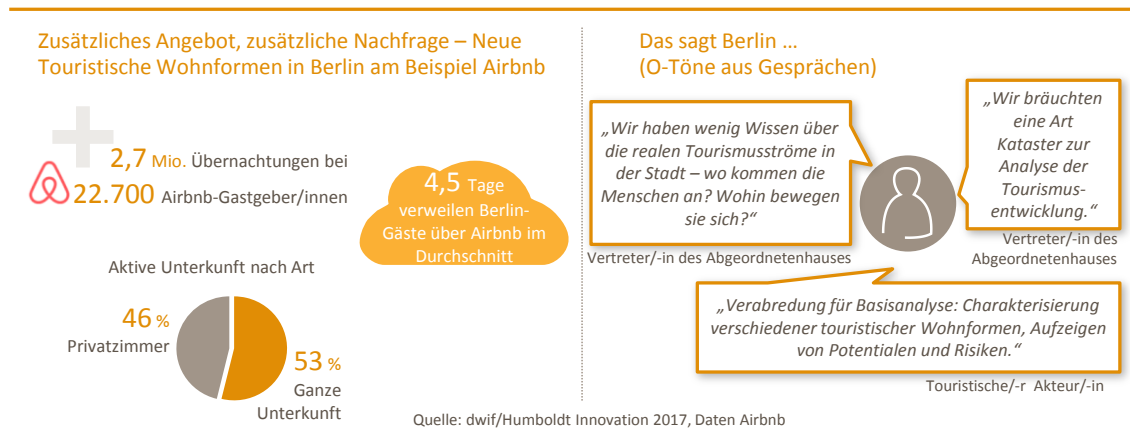 Zusätzliches Angebot, zusätzliche Nachfrage – Neue
Touristische Wohnformen in Berlin am Beispiel Airbnb
2,7 Mio. Übernachtungen bei
22.700 Airbnb-Gastgeber/innen
4,5 Tage
verweilen Berlin-
Gäste über Airbnb im
Durchschnitt
Aktive Unterkunft nach Art
46 %
Privatzimmer
53 %
Ganze
Unterkunft
Das sagt Berlin ...
(O-Töne aus Gesprächen)
„Wir haben wenig Wissen über
die realen Tourismusströme in
der Stadt – wo kommen die
Menschen an? Wohin bewegen
sie sich?“
Vertreter/-in des Abgeordnetenhauses
„Wir bräuchten
eine Art
Kataster zur
Analyse der
Tourismus-
entwicklung.“
Vertreter/-in des
Abgeordnetenhauses
„Verabredung für Basisanalyse: Charakterisierung
verschiedener touristischer Wohnformen, Aufzeigen
von Potentialen und Risiken.“
Touristische/-r Akteur/-in
Quelle: dwif/Humboldt Innovation 2017, Daten Airbnb